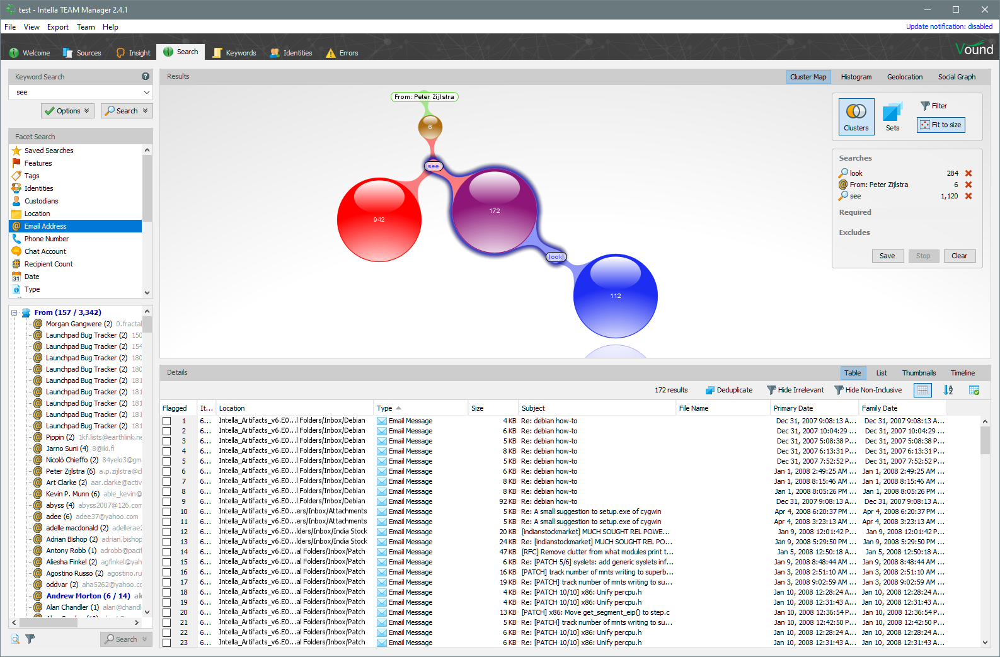 test - Intella TEAM Manager 2.4.1
File View Export Team Help
Update notification: disabled
Welcome Sources Insight Search Keywords Identities Errors
Vound
Keyword Search
see
Options Search
Facet Search
Saved Searches
Features
Tags
Identities
Custodians
Location
Email Address
Phone Number
Chat Account
Recipient Count
Date
Type
From (157 / 3,342)
Morgan Gangwere (2) 0.fractal
Launchpad Bug Tracker (2) 150
Launchpad Bug Tracker (2) 154
Launchpad Bug Tracker (2) 180
Launchpad Bug Tracker (2) 180
Launchpad Bug Tracker (2) 181
Launchpad Bug Tracker (2) 181
Launchpad Bug Tracker (2) 181
Launchpad Bug Tracker (2) 181
Launchpad Bug Tracker (2) 181
Pippin (2) 1kf.lists@earthlink.ne
Jarno Suni (4) 8@iki.fi
Nicolò Chieffo (2) 84yelo3@gm
Peter Zijlstra (6) a.p.zijlstra@c
Art Clarke (2) aar.clarke@activ
Kevin P. Munn (6) able_kevin@
abyss (4) abyss2007@126.com
adee (6) adee37@yahoo.com
adelle macdonald (2) adellerae
Adrian Bishop (2) adrian.bishop
Antony Robb (1) adrobb@pacif
Aliesha Finkel (2) agfinkel@yah
Agostino Russo (2) agostino.ru
oddvar (2) aha5262@yahoo.c
Andrew Morton (6 / 14) ak
Alan Chandler (1) alan@chandl
Search
Results
Cluster Map Histogram Geolocation Social Graph
From: Peter Zijlstra
6
see
942
172
look
112
Clusters Sets Filter
Fit to size
Searches
look 284
From: Peter Zijlstra 6
see 1,120
Required
Excludes
Save Stop Clear
Details
Table List Thumbnails Timeline
172 results Deduplicate Hide Irrelevant Hide Non-Inclusive
Flagged It... Location Type Size Subject File Name Primary Date Family Date
1 6... Intella_Artifacts_v6.E0...l Folders/Inbox/Debian Email Message 4 KB Re: debian how-to Dec 31, 2007 9:08:13 A... Dec 31, 2007 9:08:13 A...
2 6... Intella_Artifacts_v6.E0...l Folders/Inbox/Debian Email Message 6 KB Re: debian how-to Dec 31, 2007 10:04:29 ... Dec 31, 2007 10:04:29 ...
3 6... Intella_Artifacts_v6.E0...l Folders/Inbox/Debian Email Message 5 KB Re: debian how-to Dec 31, 2007 5:08:38 P... Dec 31, 2007 5:08:38 P...
4 6... Intella_Artifacts_v6.E0...l Folders/Inbox/Debian Email Message 8 KB Re: debian how-to Dec 31, 2007 6:13:31 P... Dec 31, 2007 6:13:31 P...
5 6... Intella_Artifacts_v6.E0...l Folders/Inbox/Debian Email Message 5 KB Re: debian how-to Dec 31, 2007 7:52:52 P... Dec 31, 2007 7:52:52 P...
6 6... Intella_Artifacts_v6.E0...l Folders/Inbox/Debian Email Message 6 KB Re: debian how-to Jan 1, 2008 2:49:25 AM ... Jan 1, 2008 2:49:25 AM ...
7 6... Intella_Artifacts_v6.E0...l Folders/Inbox/Debian Email Message 8 KB Re: debian how-to Jan 1, 2008 8:15:46 AM Jan 1, 2008 8:15:46 AM
8 6... Intella_Artifacts_v6.E0...l Folders/Inbox/Debian Email Message 8 KB Re: debian how-to Jan 1, 2008 8:05:26 PM Jan 1, 2008 8:05:26 PM
9 6... Intella_Artifacts_v6.E0...l Folders/Inbox/Debian Email Message 92 KB Re: debian how-to Dec 31, 2007 9:08:13 A... Dec 31, 2007 9:08:13 A...
10 6... Intella_Artifacts_v6.E0...ers/Inbox/Attachments Email Message 5 KB Re: A small suggestion to setup.exe of cygwin Apr 4, 2008 6:20:37 PM ... Apr 4, 2008 6:20:37 PM ...
11 6... Intella_Artifacts_v6.E0...ers/Inbox/Attachments Email Message 5 KB Re: A small suggestion to setup.exe of cygwin Apr 4, 2008 3:23:13 AM ... Apr 4, 2008 3:23:13 AM ...
12 6... Intella_Artifacts_v6.E0...lders/Inbox/India Stock Email Message 20 KB [indianstockmarket] MUCH SOUGHT REL POWE... Jan 9, 2008 12:01:42 P... Jan 9, 2008 12:01:42 P...
13 6... Intella_Artifacts_v6.E0...lders/Inbox/India Stock Email Message 24 KB Re: [indianstockmarket] MUCH SOUGHT REL PO... Jan 9, 2008 5:29:50 PM ... Jan 9, 2008 5:29:50 PM ...
14 6... Intella_Artifacts_v6.E0...al Folders/Inbox/Patch Email Message 47 KB [RFC] Remove clutter from what modules print t... Jan 5, 2008 12:50:18 A... Jan 5, 2008 12:50:18 A...
15 6... Intella_Artifacts_v6.E0...al Folders/Inbox/Patch Email Message 6 KB Re: [PATCH 5/6] syslets: add generic syslets inf... Jan 9, 2008 8:48:44 AM ... Jan 9, 2008 8:48:44 AM ...
16 6... Intella_Artifacts_v6.E0...al Folders/Inbox/Patch Email Message 16 KB [PATCH] track number of mnts writing to superb... Jan 3, 2008 2:51:10 AM ... Jan 3, 2008 2:51:10 AM ...
17 6... Intella_Artifacts_v6.E0...al Folders/Inbox/Patch Email Message 19 KB Re: [PATCH] track number of mnts writing to su... Jan 3, 2008 9:02:59 AM ... Jan 3, 2008 9:02:59 AM ...
18 6... Intella_Artifacts_v6.E0...al Folders/Inbox/Patch Email Message 4 KB Re: [PATCH 10/10] x86: Unify percpu.h Jan 10, 2008 12:28:24 A... Jan 10, 2008 12:28:24 A...
19 6... Intella_Artifacts_v6.E0...al Folders/Inbox/Patch Email Message 4 KB Re: [PATCH 10/10] x86: Unify percpu.h Jan 10, 2008 12:31:43 A... Jan 10, 2008 12:31:43 A...
20 6... Intella_Artifacts_v6.E0...al Folders/Inbox/Patch Email Message 13 KB [PATCH] x86: Move get_segment_eip() to step.c Jan 10, 2008 12:36:54 P... Jan 10, 2008 12:36:54 P...
21 6... Intella_Artifacts_v6.E0...al Folders/Inbox/Patch Email Message 5 KB Re: [PATCH] track number of mnts writing to su... Jan 10, 2008 12:42:50 P... Jan 10, 2008 12:42:50 P...
22 6... Intella_Artifacts_v6.E0...al Folders/Inbox/Patch Email Message 6 KB Re: [PATCH 10/10] x86: Unify percpu.h Jan 10, 2008 12:28:24 A... Jan 10, 2008 12:28:24 A...
23 6... Intella_Artifacts_v6.E0...al Folders/Inbox/Patch Email Message 6 KB Re: [PATCH 10/10] x86: Unify percpu.h Jan 10, 2008 12:31:43 A... Jan 10, 2008 12:31:43 A...